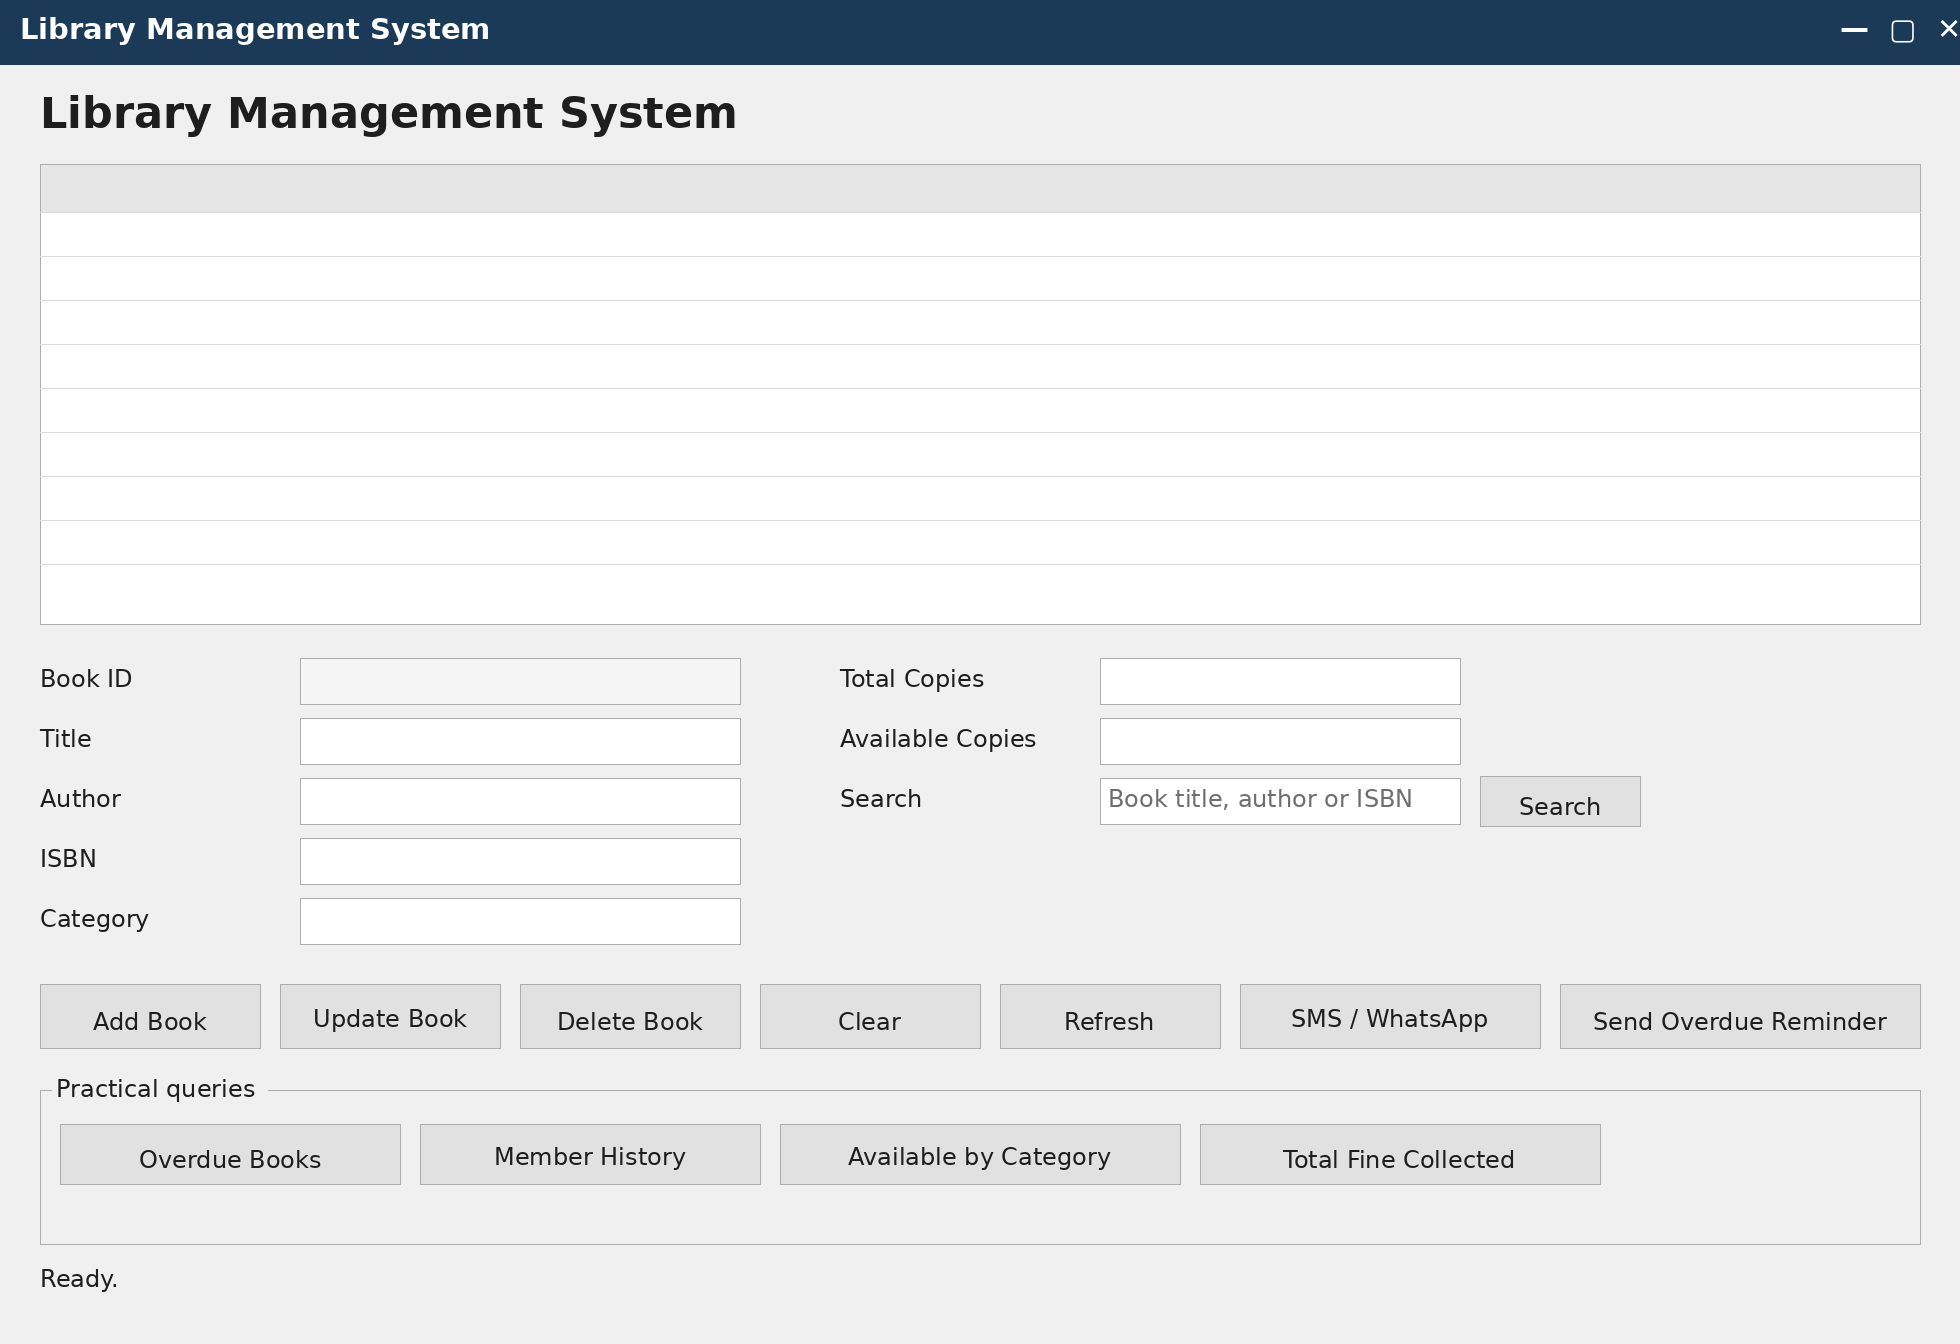 Library Management System
Library Management System
Book ID
Total Copies
Title
Available Copies
Author
Search
Book title, author or ISBN
Search
ISBN
Category
Add Book
Update Book
Delete Book
Clear
Refresh
SMS / WhatsApp
Send Overdue Reminder
Practical queries
Overdue Books
Member History
Available by Category
Total Fine Collected
Ready.